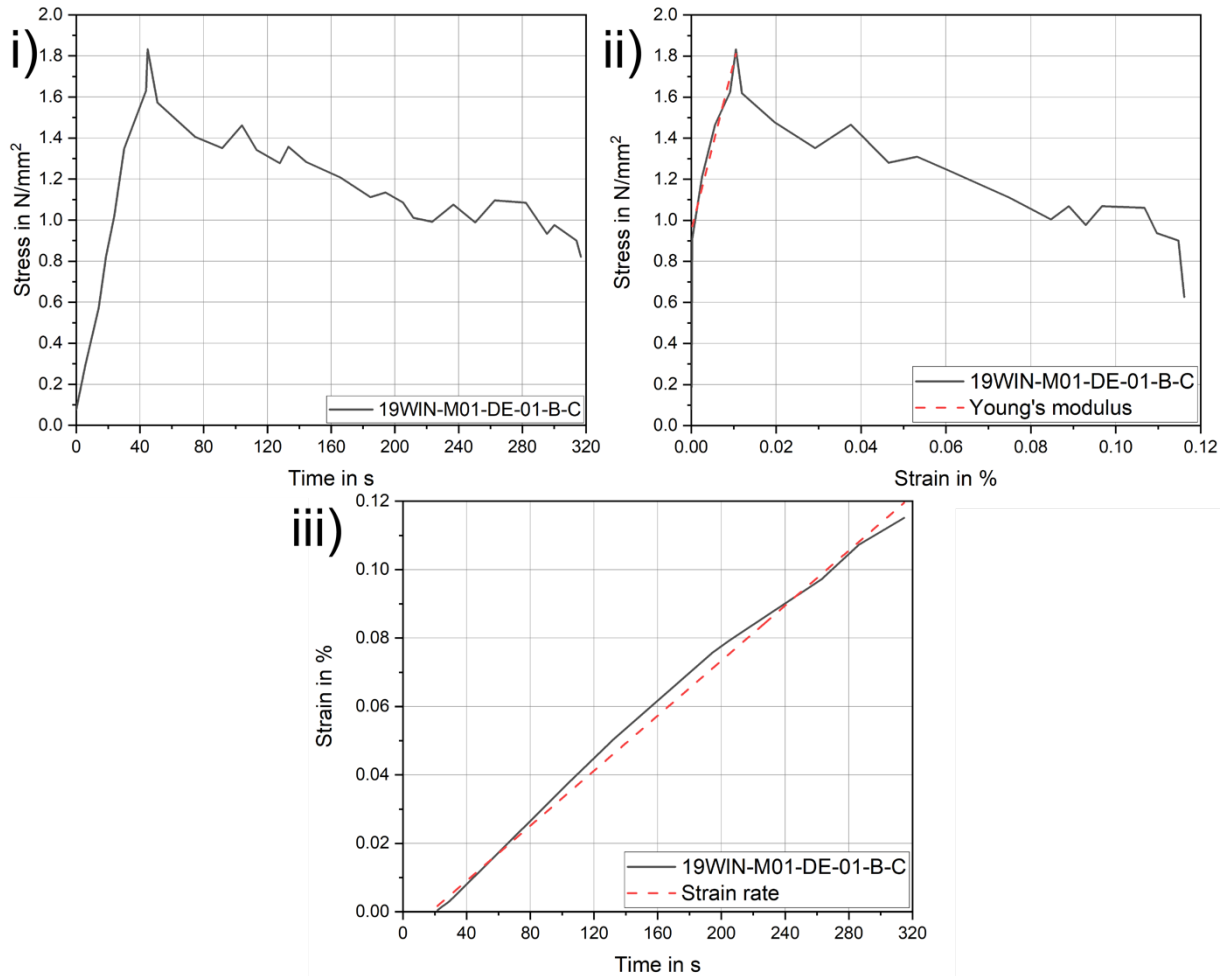 i)
Stress in N/mm²
2.0
1.8
1.6
1.4
1.2
1.0
0.8
0.6
0.4
0.2
0.0
0 40 80 120 160 200 240 280 320
Time in s
19WIN-M01-DE-01-B-C
ii)
Stress in N/mm²
2.0
1.8
1.6
1.4
1.2
1.0
0.8
0.6
0.4
0.2
0.0
0.00 0.02 0.04 0.06 0.08 0.10 0.12
Strain in %
19WIN-M01-DE-01-B-C
Young's modulus
iii)
Strain in %
0.12
0.10
0.08
0.06
0.04
0.02
0.00
0 40 80 120 160 200 240 280 320
Time in s
19WIN-M01-DE-01-B-C
Strain rate